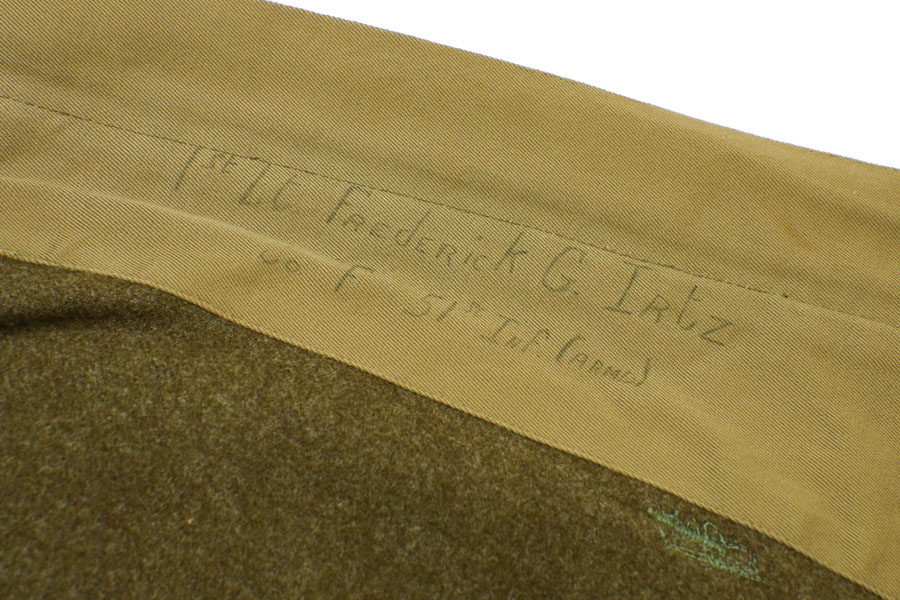 1st Lt. Frederick G. Irtz
Co F 51st Inf (Armd)